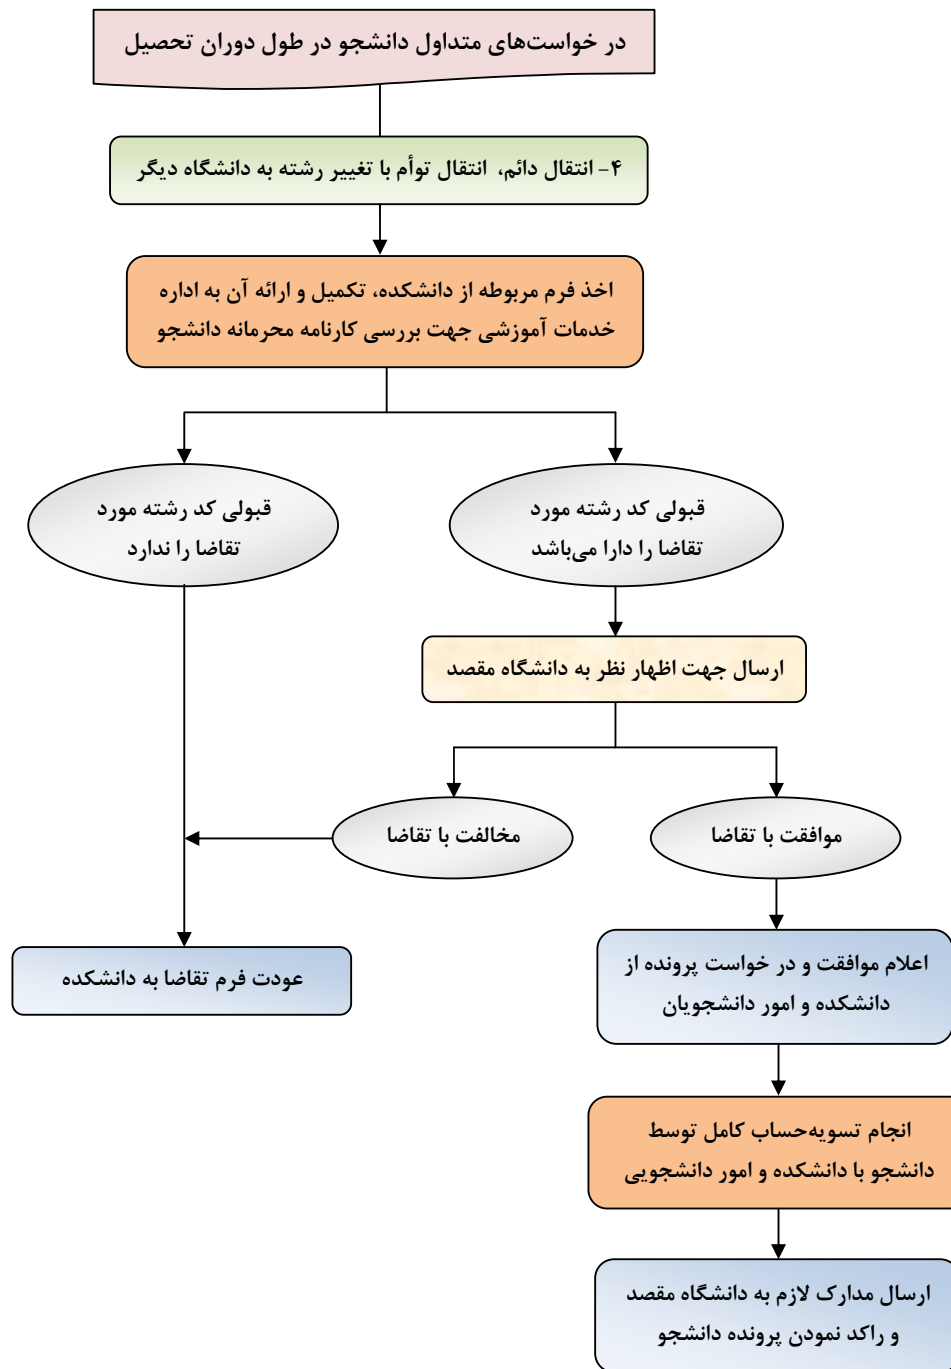 در خواست‌های متداول دانشجو در طول دوران تحصیل
۴- انتقال دائم، انتقال توأم با تغییر رشته به دانشگاه دیگر
اخذ فرم مربوطه از دانشکده، تکمیل و ارائه آن به اداره
خدمات آموزشی جهت بررسی کارنامه محرمانه دانشجو
قبولی کد رشته مورد
تقاضا را دارا می‌باشد
قبولی کد رشته مورد
تقاضا را ندارد
ارسال جهت اظهار نظر به دانشگاه مقصد
موافقت با تقاضا
مخالفت با تقاضا
اعلام موافقت و در خواست پرونده از
دانشکده و امور دانشجویان
عودت فرم تقاضا به دانشکده
انجام تسویه‌حساب کامل توسط
دانشجو با دانشکده و امور دانشجویی
ارسال مدارک لازم به دانشگاه مقصد
و راکد نمودن پرونده دانشجو